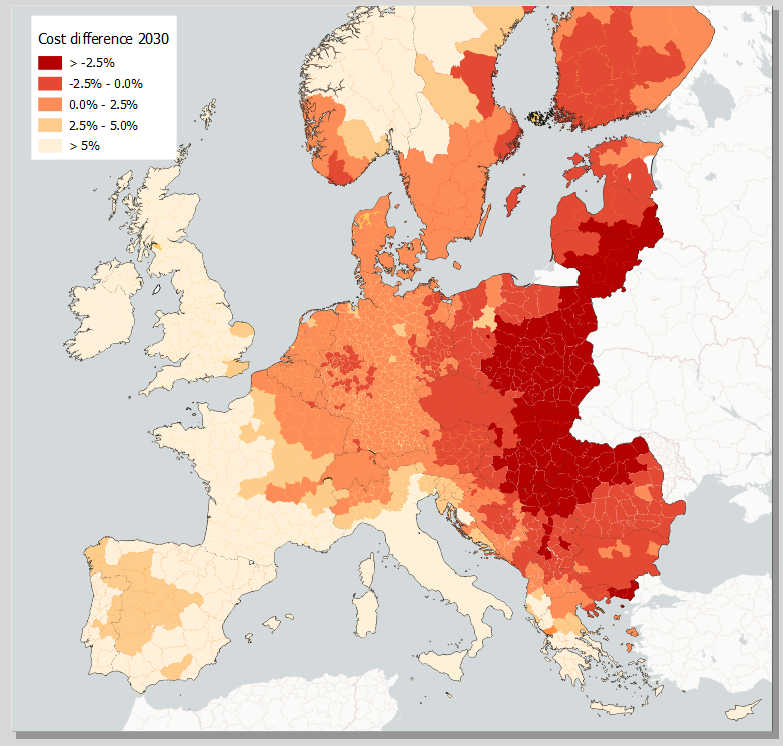 Cost difference 2030
> -2.5%
-2.5% - 0.0%
0.0% - 2.5%
2.5% - 5.0%
> 5%